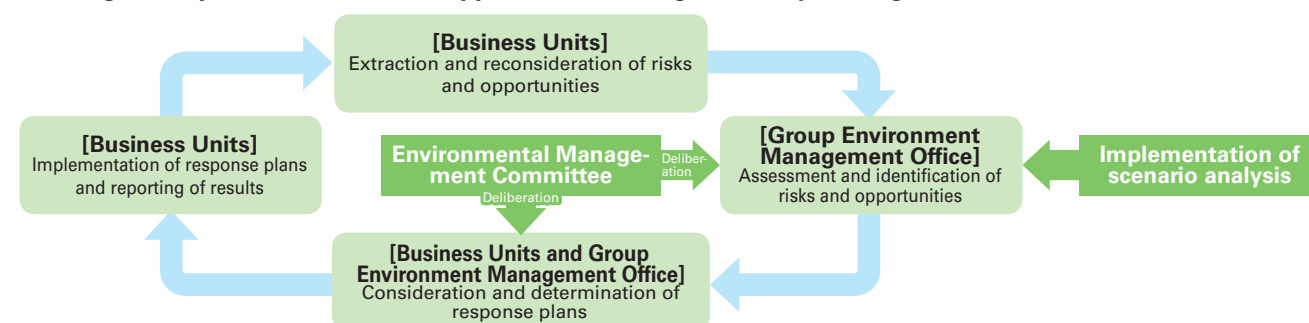 [Business Units]
Extraction and reconsideration of risks
and opportunities
[Business Units]
Implementation of response plans
and reporting of results
Environmental Manage-
ment Committee
Deliber-
ation
Deliberation
[Group Environment
Management Office]
Assessment and identification of
risks and opportunities
Implementation of
scenario analysis
[Business Units and Group
Environment Management Office]
Consideration and determination of
response plans